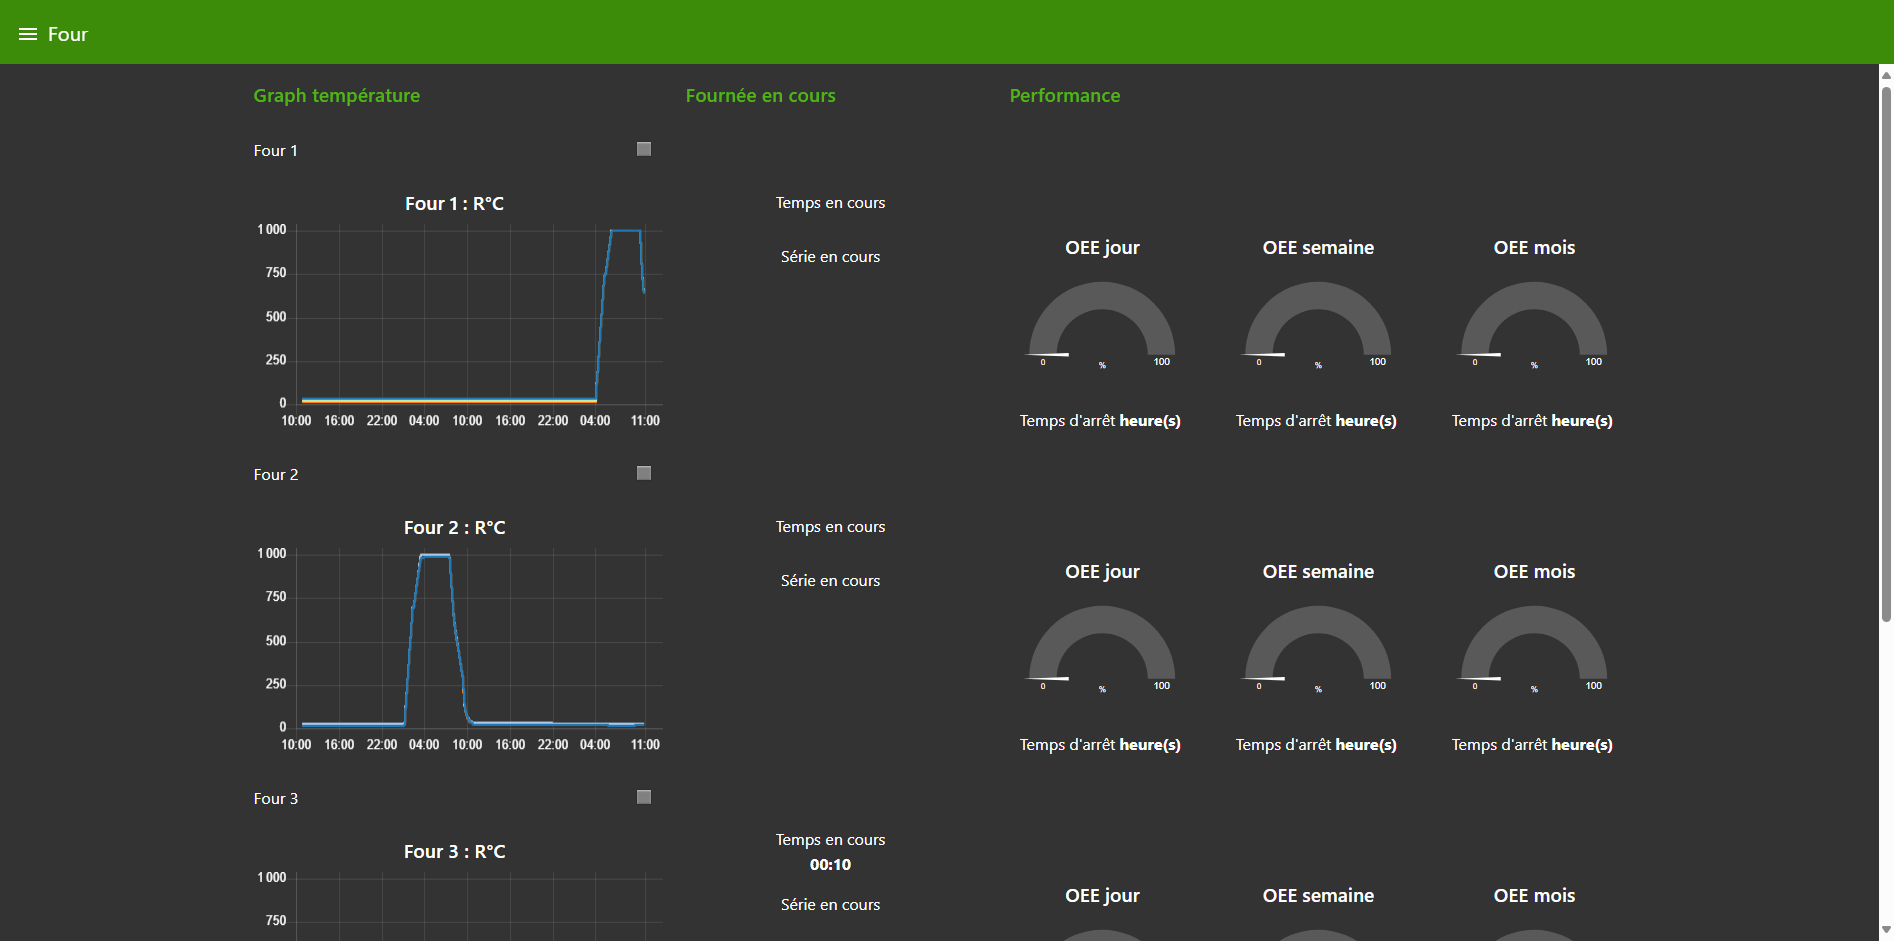 Four
Graph température
Fournée en cours
Performance
Four 1
Four 1 : R°C
1 000
750
500
250
0
10:00 16:00 22:00 04:00 10:00 16:00 22:00 04:00 11:00
Temps en cours
Série en cours
OEE jour
0 % 100
Temps d'arrêt heure(s)
OEE semaine
0 % 100
Temps d'arrêt heure(s)
OEE mois
0 % 100
Temps d'arrêt heure(s)
Four 2
Four 2 : R°C
1 000
750
500
250
0
10:00 16:00 22:00 04:00 10:00 16:00 22:00 04:00 11:00
Temps en cours
Série en cours
OEE jour
0 % 100
Temps d'arrêt heure(s)
OEE semaine
0 % 100
Temps d'arrêt heure(s)
OEE mois
0 % 100
Temps d'arrêt heure(s)
Four 3
Four 3 : R°C
1 000
750
Temps en cours
00:10
Série en cours
OEE jour
OEE semaine
OEE mois